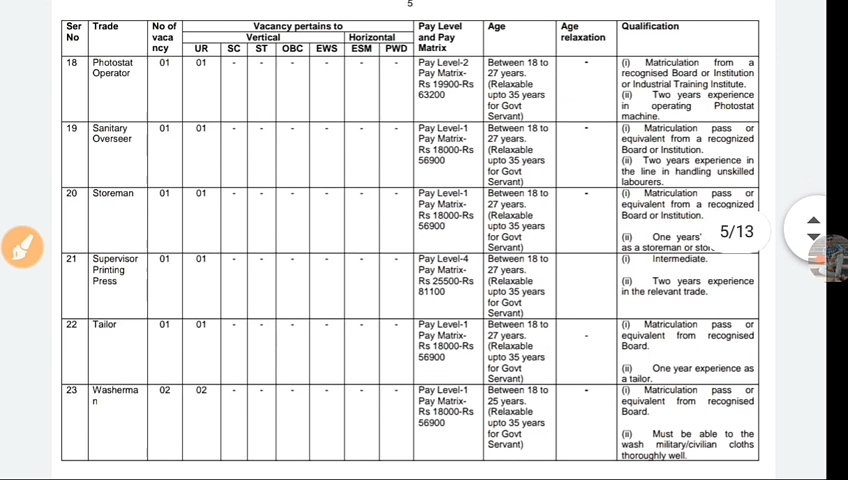 5
Ser No | Trade | No of vaca ncy | Vacancy pertains to | Pay Level and Pay Matrix | Age | Age relaxation | Qualification
Vertical | Horizontal
UR | SC | ST | OBC | EWS | ESM | PWD
18 | Photostat Operator | 01 | 01 | - | - | - | - | - | - | Pay Level-2 Pay Matrix- Rs 19900-Rs 63200 | Between 18 to 27 years. (Relaxable upto 35 years for Govt Servant) | - | (i) Matriculation from a recognised Board or Institution or Industrial Training Institute. (ii) Two years experience in operating Photostat machine.
19 | Sanitary Overseer | 01 | 01 | - | - | - | - | - | - | Pay Level-1 Pay Matrix- Rs 18000-Rs 56900 | Between 18 to 27 years. (Relaxable upto 35 years for Govt Servant) | - | (i) Matriculation pass or equivalent from a recognized Board or Institution. (ii) Two years experience in the line in handling unskilled labourers.
20 | Storeman | 01 | 01 | - | - | - | - | - | - | Pay Level-1 Pay Matrix- Rs 18000-Rs 56900 | Between 18 to 27 years. (Relaxable upto 35 years for Govt Servant) | - | (i) Matriculation pass or equivalent from a recognized Board or Institution. (ii) One years' as a storeman or
5/13
21 | Supervisor Printing Press | 01 | 01 | - | - | - | - | - | - | Pay Level-4 Pay Matrix- Rs 25500-Rs 81100 | Between 18 to 27 years. (Relaxable upto 35 years for Govt Servant) | (i) Intermediate. (ii) Two years experience in the relevant trade.
22 | Tailor | 01 | 01 | - | - | - | - | - | - | Pay Level-1 Pay Matrix- Rs 18000-Rs 56900 | Between 18 to 27 years. (Relaxable upto 35 years for Govt Servant) | - | (i) Matriculation pass or equivalent from recognised Board. (ii) One year experience as a tailor.
23 | Washerma n | 02 | 02 | - | - | - | - | - | - | Pay Level-1 Pay Matrix- Rs 18000-Rs 56900 | Between 18 to 25 years. (Relaxable upto 35 years for Govt Servant) | - | (i) Matriculation pass or equivalent from recognised Board. (ii) Must be able to the wash military/civilian cloths thoroughly well.